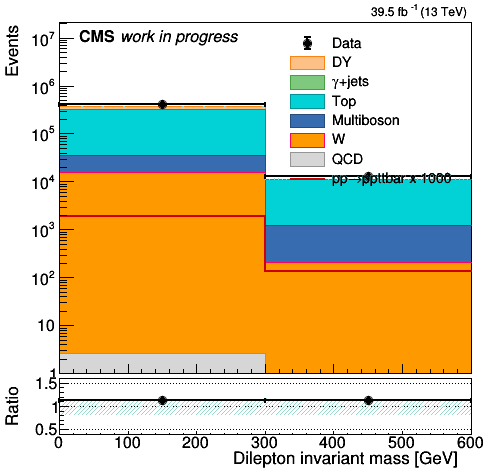 39.5 fb⁻¹ (13 TeV)
CMS work in progress
Events
Data
DY
γ+jets
Top
Multiboson
W
QCD
pp→ppttbar x 1000
10⁷
10⁶
10⁵
10⁴
10³
10²
10
1
Ratio
1.5
1
0.5
0 100 200 300 400 500 600
Dilepton invariant mass [GeV]